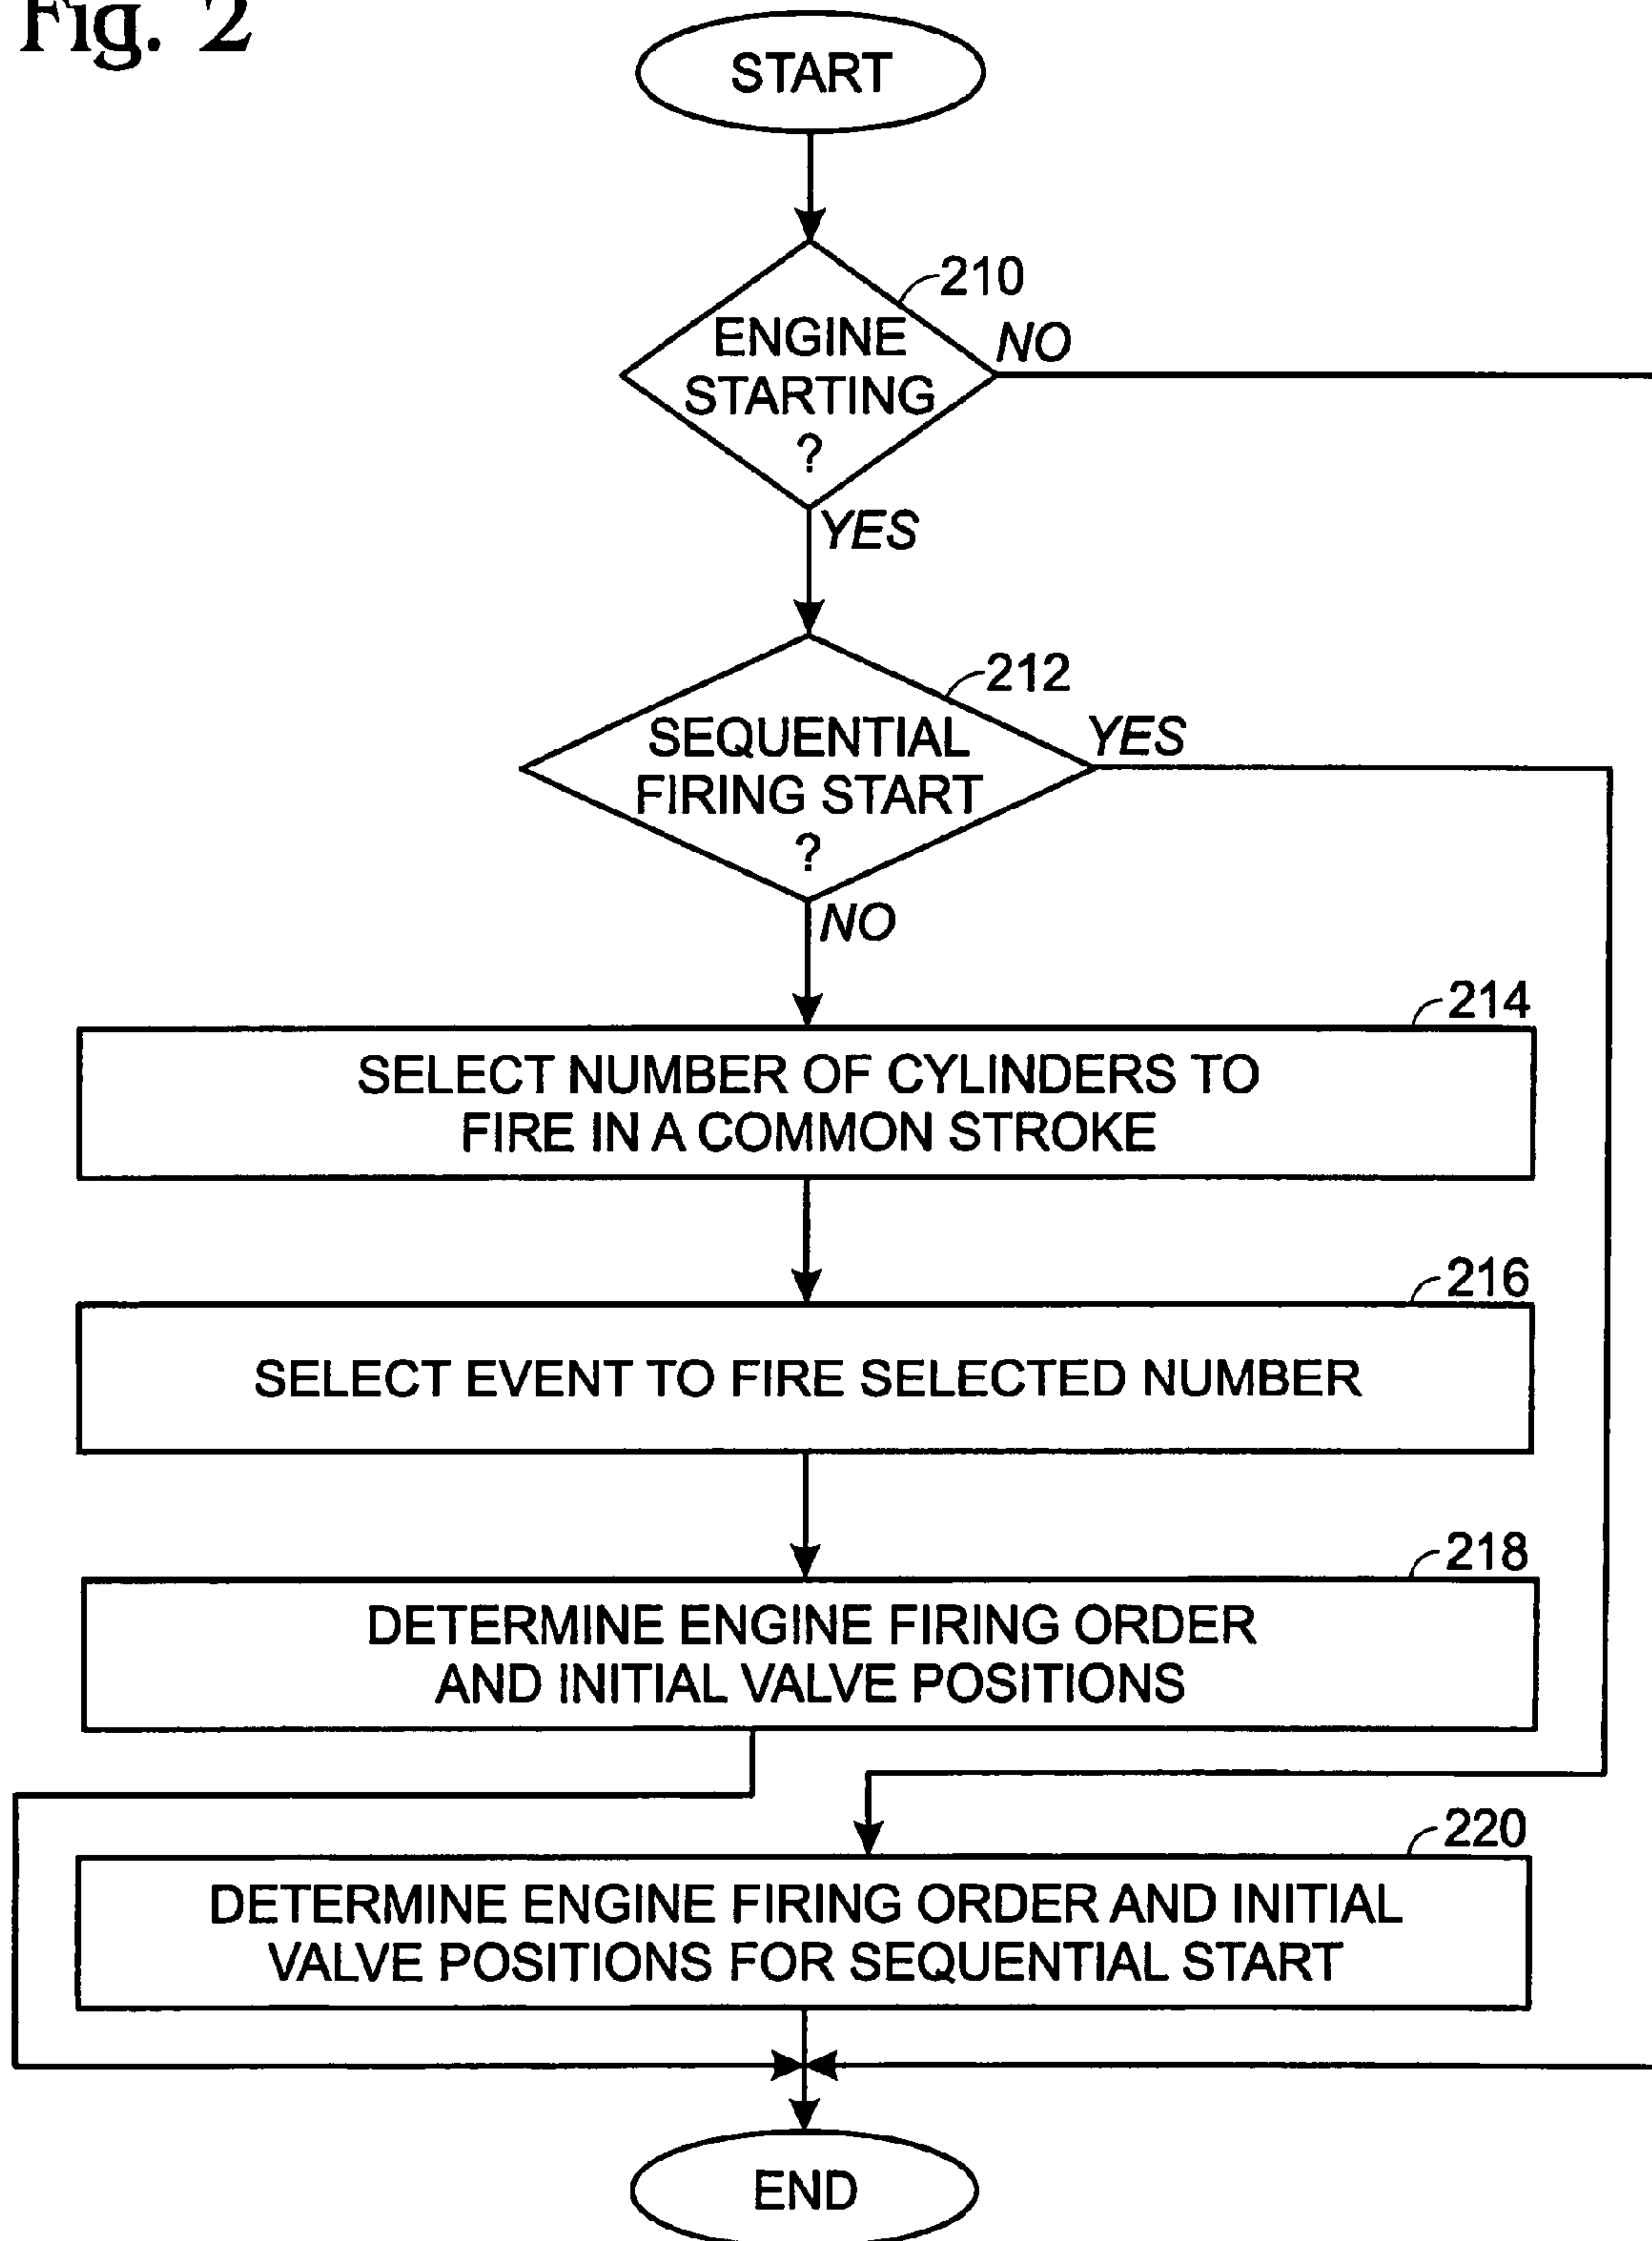 Fig. 2
START
210
ENGINE
STARTING
?
NO
YES
212
SEQUENTIAL
FIRING START
?
YES
NO
214
SELECT NUMBER OF CYLINDERS TO
FIRE IN A COMMON STROKE
216
SELECT EVENT TO FIRE SELECTED NUMBER
218
DETERMINE ENGINE FIRING ORDER
AND INITIAL VALVE POSITIONS
220
DETERMINE ENGINE FIRING ORDER AND INITIAL
VALVE POSITIONS FOR SEQUENTIAL START
END